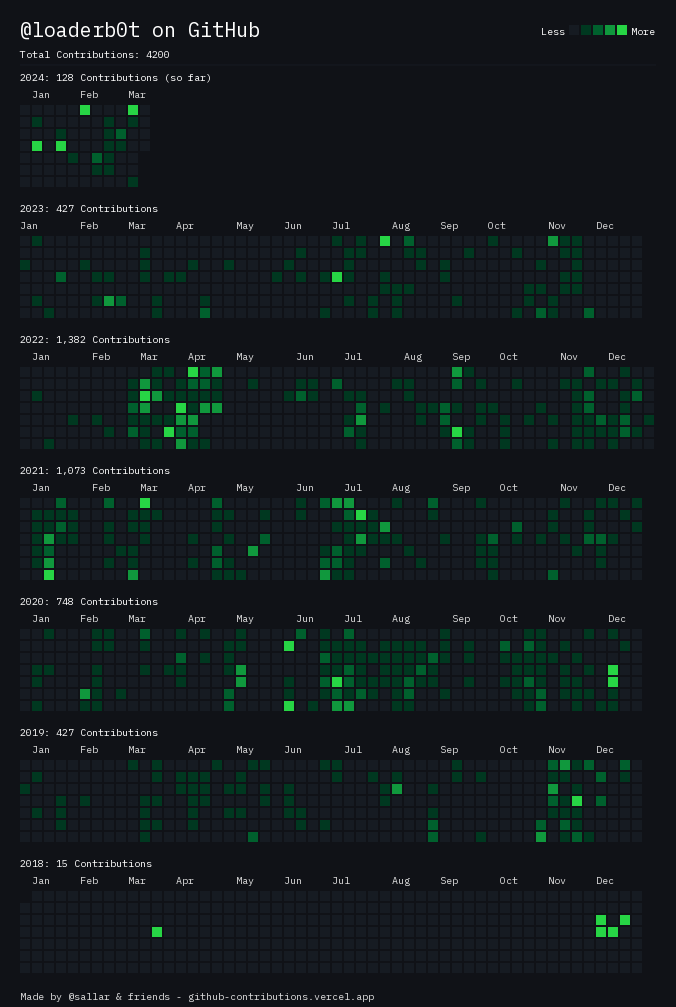 @loaderb0t on GitHub
Less More
Total Contributions: 4200
2024: 128 Contributions (so far)
Jan Feb Mar
2023: 427 Contributions
Jan Feb Mar Apr May Jun Jul Aug Sep Oct Nov Dec
2022: 1,382 Contributions
Jan Feb Mar Apr May Jun Jul Aug Sep Oct Nov Dec
2021: 1,073 Contributions
Jan Feb Mar Apr May Jun Jul Aug Sep Oct Nov Dec
2020: 748 Contributions
Jan Feb Mar Apr May Jun Jul Aug Sep Oct Nov Dec
2019: 427 Contributions
Jan Feb Mar Apr May Jun Jul Aug Sep Oct Nov Dec
2018: 15 Contributions
Jan Feb Mar Apr May Jun Jul Aug Sep Oct Nov Dec
Made by @sallar & friends - github-contributions.vercel.app